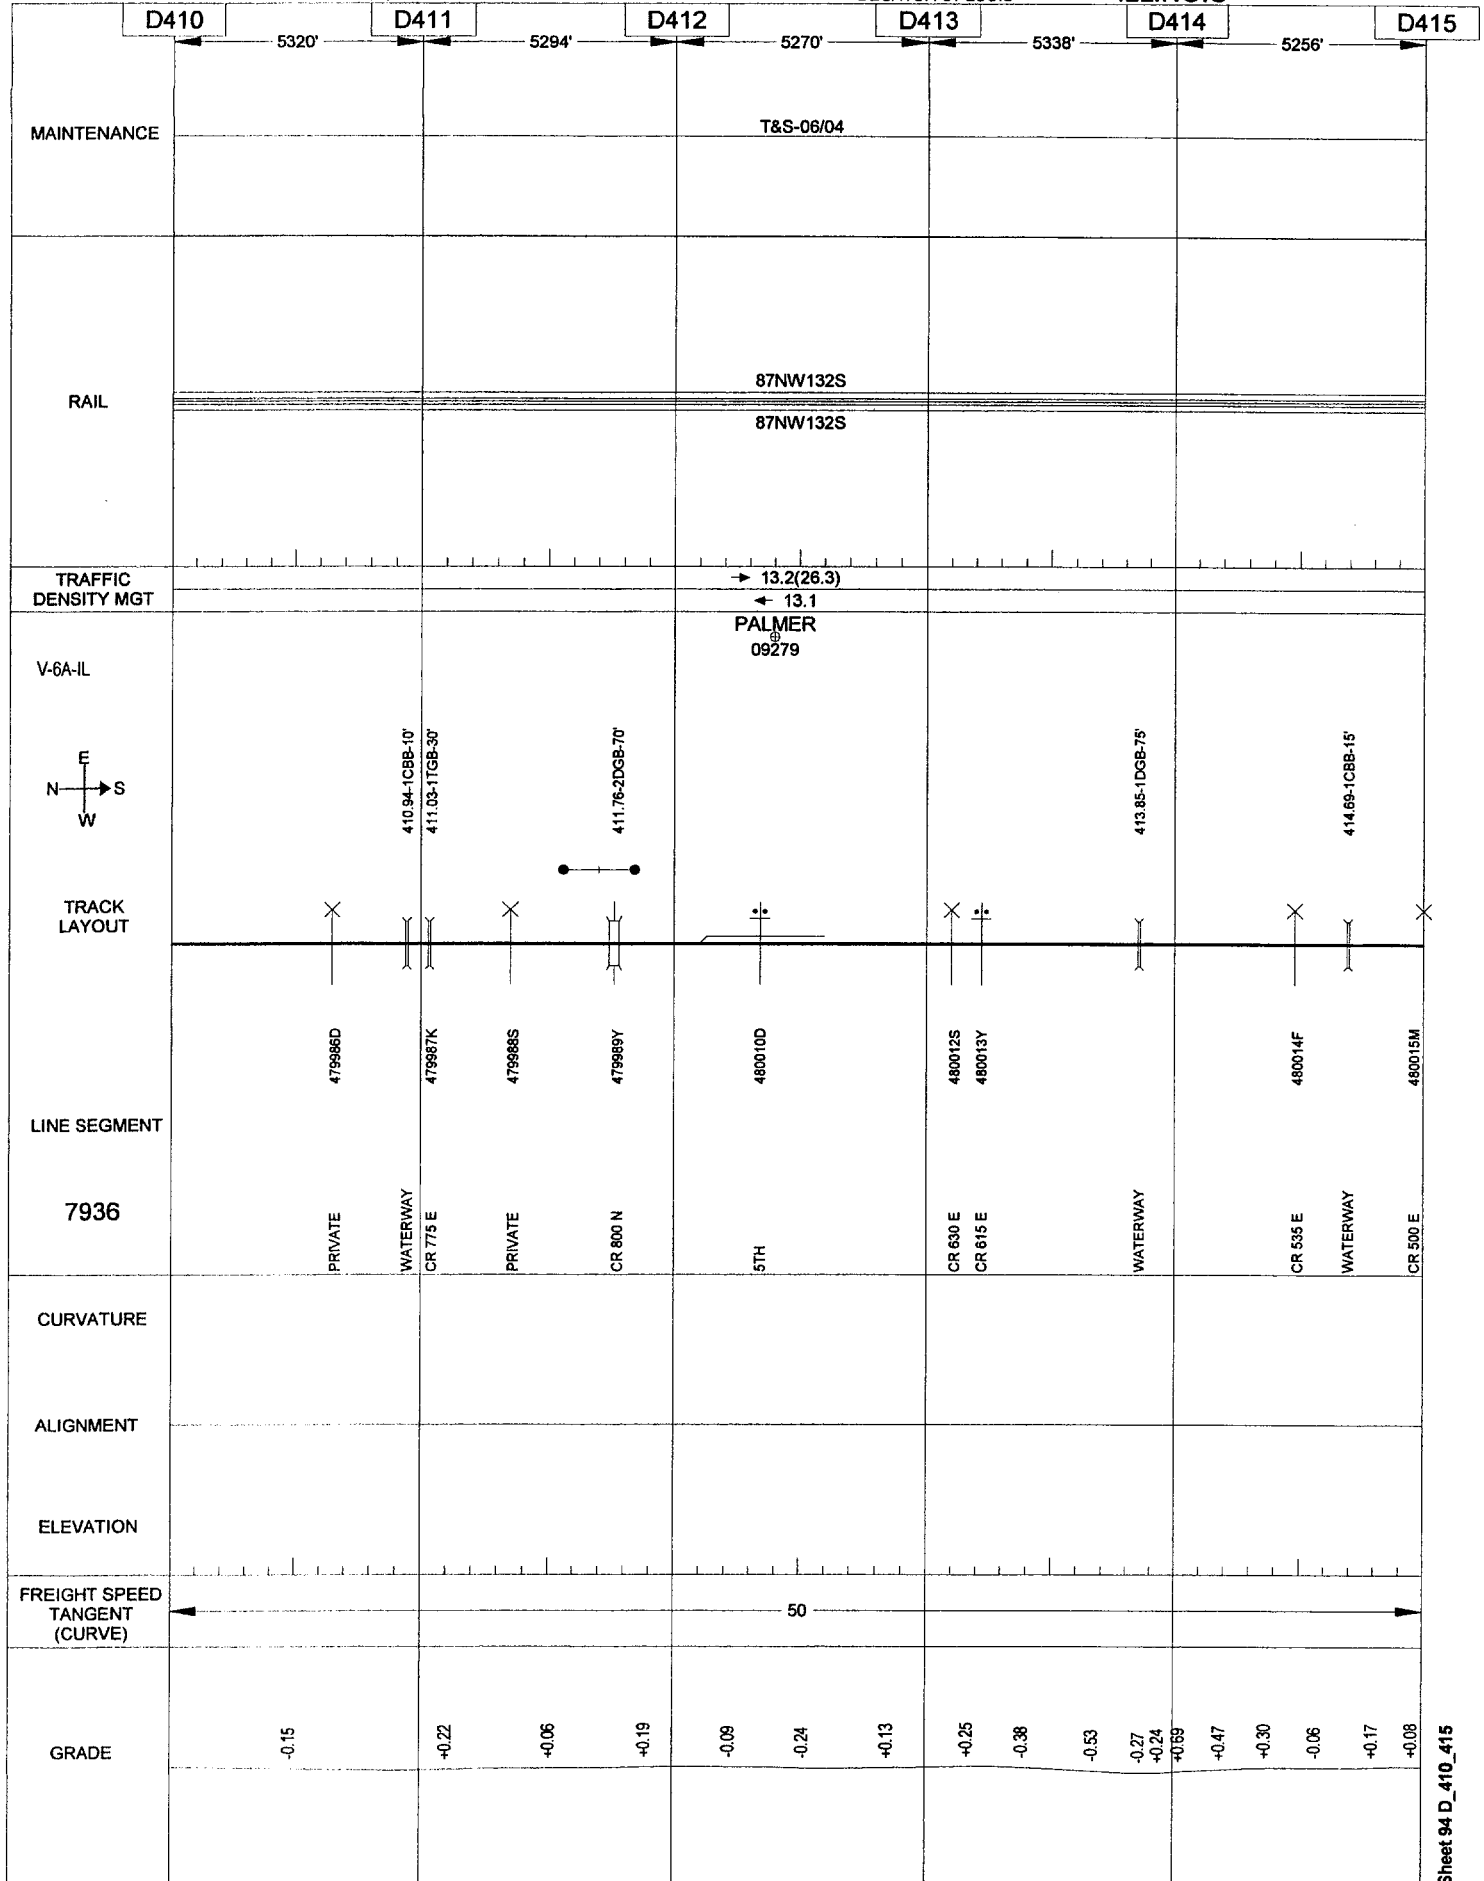 ILLINOIS
D410 D411 D412 D413 D414 D415
5320' 5294' 5270' 5338' 5256'
MAINTENANCE
T&S-06/04
RAIL
87NW132S
87NW132S
TRAFFIC
DENSITY MGT
13.2(26.3)
13.1
PALMER
09279
V-6A-IL
E
N S
W
410.94-1CBB-10'
411.03-1TGB-30'
411.76-2DGB-70'
413.85-1DGB-75'
414.69-1CBB-15'
TRACK
LAYOUT
479986D
479987K
479988S
479989Y
480010D
480012S
480013Y
480014F
480015M
LINE SEGMENT
7936
PRIVATE
WATERWAY
CR 775 E
PRIVATE
CR 800 N
5TH
CR 630 E
CR 615 E
WATERWAY
CR 535 E
WATERWAY
CR 500 E
CURVATURE
ALIGNMENT
ELEVATION
FREIGHT SPEED
TANGENT
(CURVE)
50
GRADE
-0.15
+0.22
+0.06
+0.19
-0.09
-0.24
+0.13
+0.25
-0.38
-0.53
-0.27
+0.24
+0.69
+0.47
+0.30
-0.06
+0.17
+0.08
Sheet 94 D_410_415